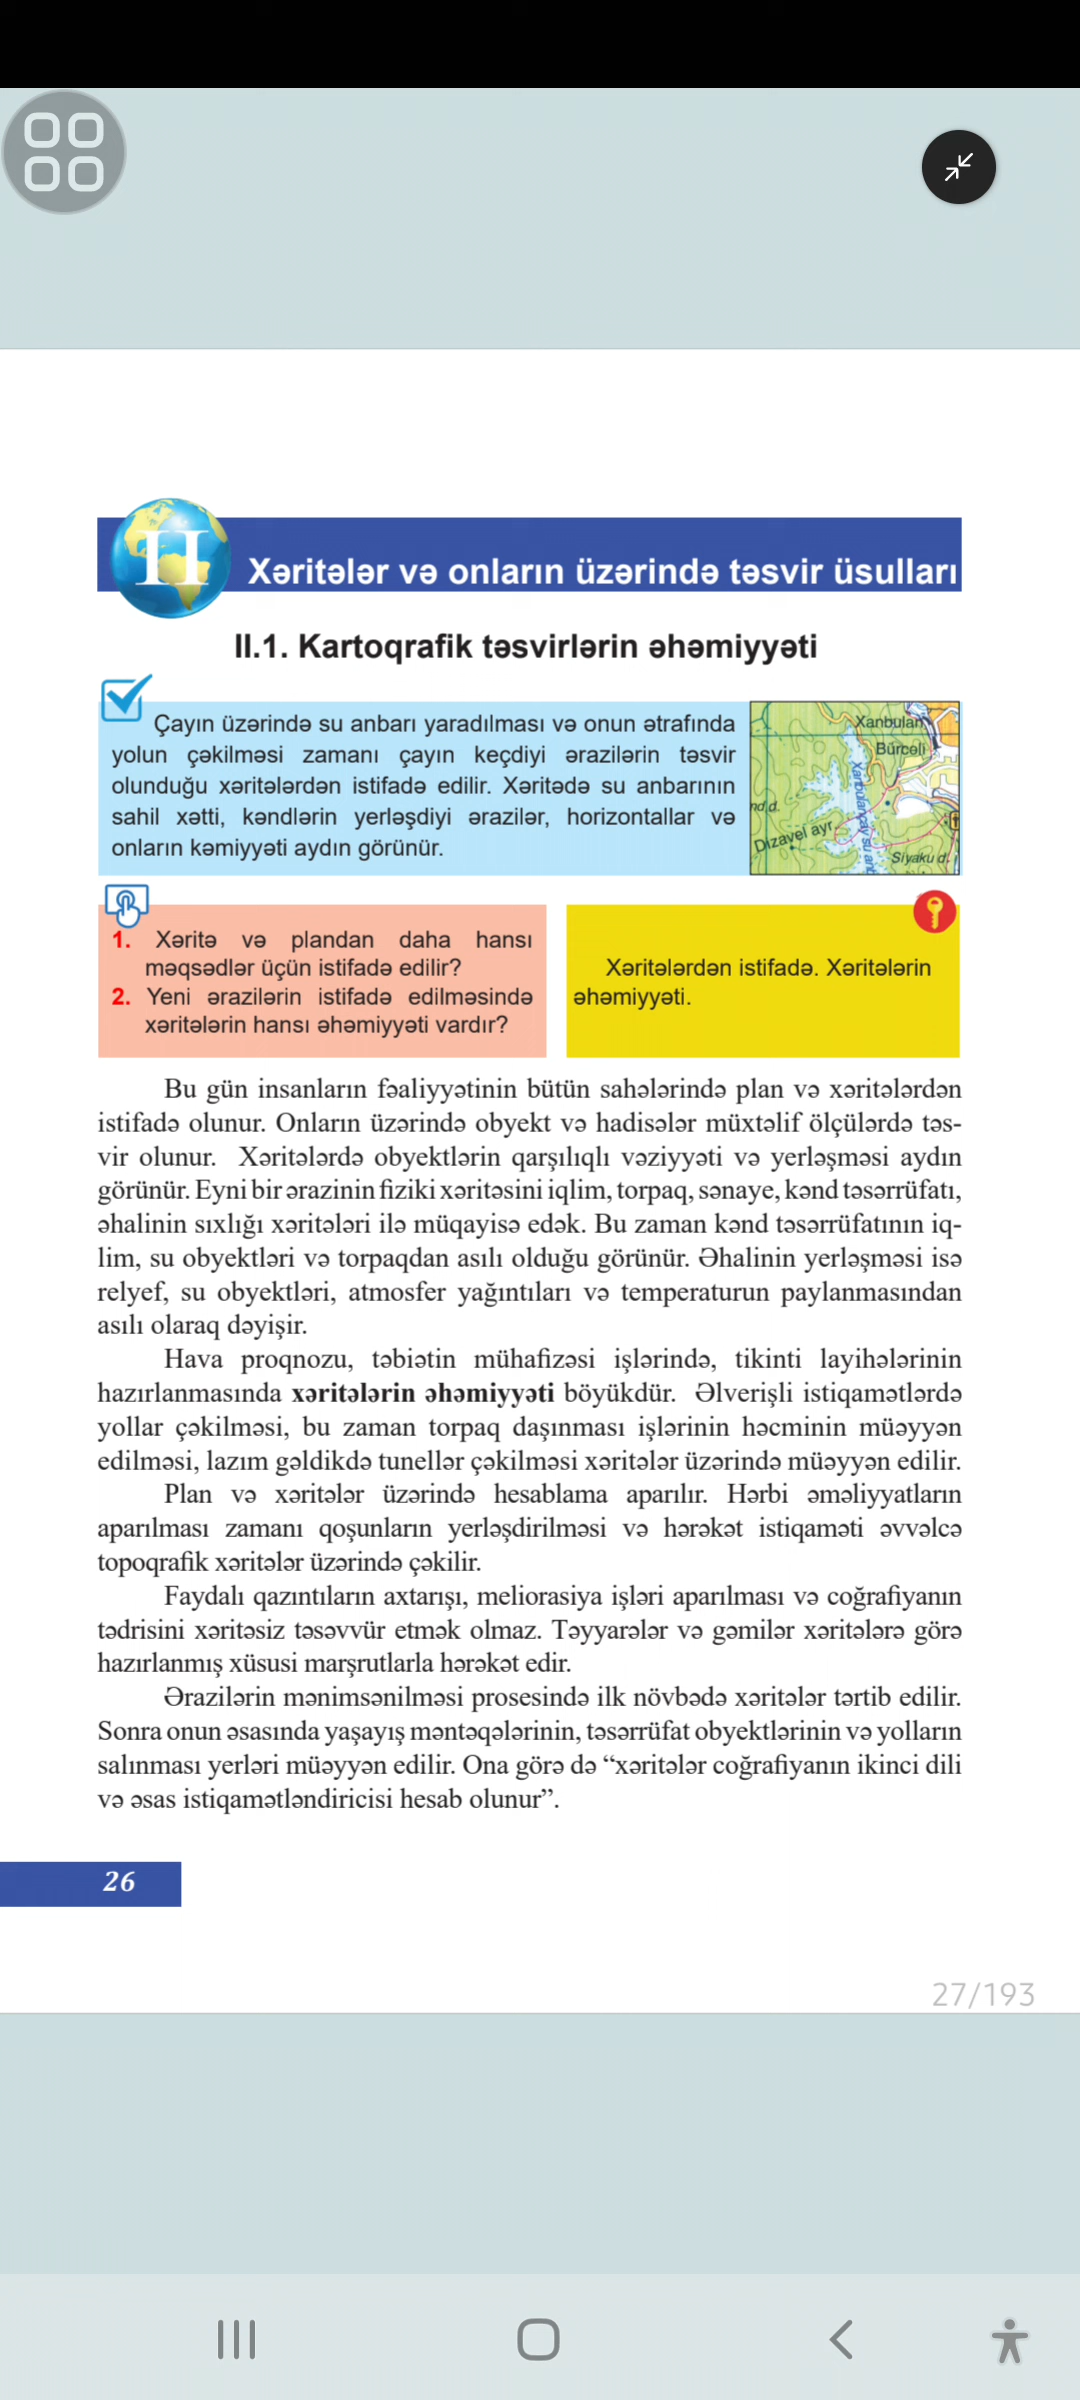 II
Xəritələr və onların üzərində təsvir üsulları
II.1. Kartoqrafik təsvirlərin əhəmiyyəti
Çayın üzərində su anbarı yaradılması və onun ətrafında
yolun çəkilməsi zamanı çayın keçdiyi ərazilərin təsvir
olunduğu xəritələrdən istifadə edilir. Xəritədə su anbarının
sahil xətti, kəndlərin yerləşdiyi ərazilər, horizontallar və
onların kəmiyyəti aydın görünür.
Xanbulan
Bürcəli
Xanbulançay su anb
nd d.
Dizavel ayr
Siyaku d.
1. Xəritə və plandan daha hansı
məqsədlər üçün istifadə edilir?
2. Yeni ərazilərin istifadə edilməsində
xəritələrin hansı əhəmiyyəti vardır?
Xəritələrdən istifadə. Xəritələrin
əhəmiyyəti.
Bu gün insanların fəaliyyətinin bütün sahələrində plan və xəritələrdən
istifadə olunur. Onların üzərində obyekt və hadisələr müxtəlif ölçülərdə təs-
vir olunur. Xəritələrdə obyektlərin qarşılıqlı vəziyyəti və yerləşməsi aydın
görünür. Eyni bir ərazinin fiziki xəritəsini iqlim, torpaq, sənaye, kənd təsərrüfatı,
əhalinin sıxlığı xəritələri ilə müqayisə edək. Bu zaman kənd təsərrüfatının iq-
lim, su obyektləri və torpaqdan asılı olduğu görünür. Əhalinin yerləşməsi isə
relyef, su obyektləri, atmosfer yağıntıları və temperaturun paylanmasından
asılı olaraq dəyişir.
Hava proqnozu, təbiətin mühafizəsi işlərində, tikinti layihələrinin
hazırlanmasında xəritələrin əhəmiyyəti böyükdür. Əlverişli istiqamətlərdə
yollar çəkilməsi, bu zaman torpaq daşınması işlərinin həcminin müəyyən
edilməsi, lazım gəldikdə tunellər çəkilməsi xəritələr üzərində müəyyən edilir.
Plan və xəritələr üzərində hesablama aparılır. Hərbi əməliyyatların
aparılması zamanı qoşunların yerləşdirilməsi və hərəkət istiqaməti əvvəlcə
topoqrafik xəritələr üzərində çəkilir.
Faydalı qazıntıların axtarışı, meliorasiya işləri aparılması və coğrafiyanın
tədrisini xəritəsiz təsəvvür etmək olmaz. Təyyarələr və gəmilər xəritələrə görə
hazırlanmış xüsusi marşrutlarla hərəkət edir.
Ərazilərin mənimsənilməsi prosesində ilk növbədə xəritələr tərtib edilir.
Sonra onun əsasında yaşayış məntəqələrinin, təsərrüfat obyektlərinin və yolların
salınması yerləri müəyyən edilir. Ona görə də “xəritələr coğrafiyanın ikinci dili
və əsas istiqamətləndiricisi hesab olunur”.
26
27/193